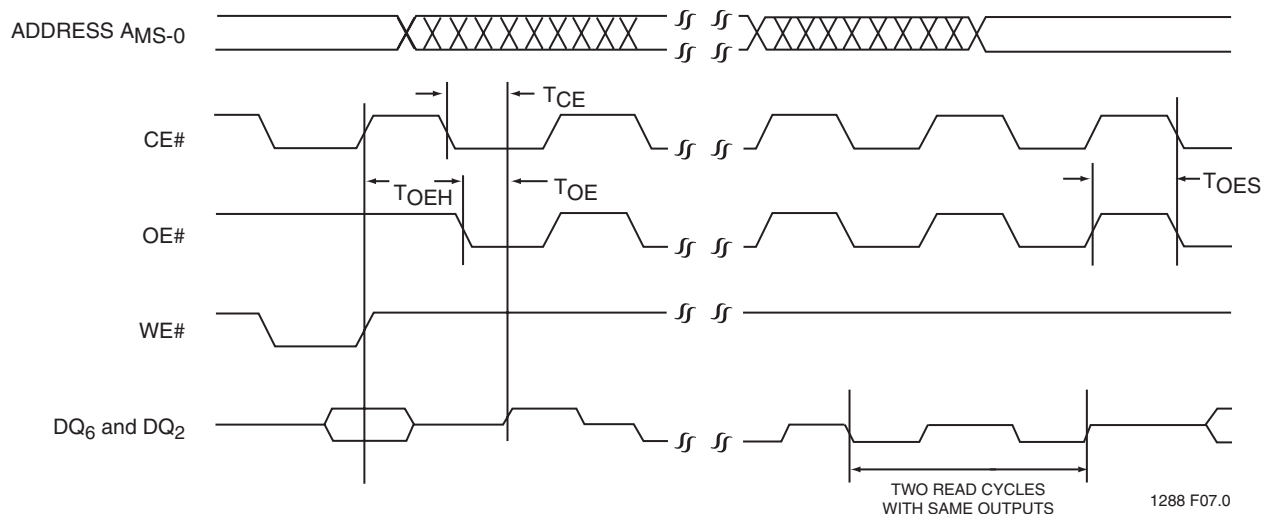 ADDRESS AMS-0
TCE
CE#
TOEH
TOE
TOES
OE#
WE#
DQ6 and DQ2
TWO READ CYCLES
WITH SAME OUTPUTS
1288 F07.0